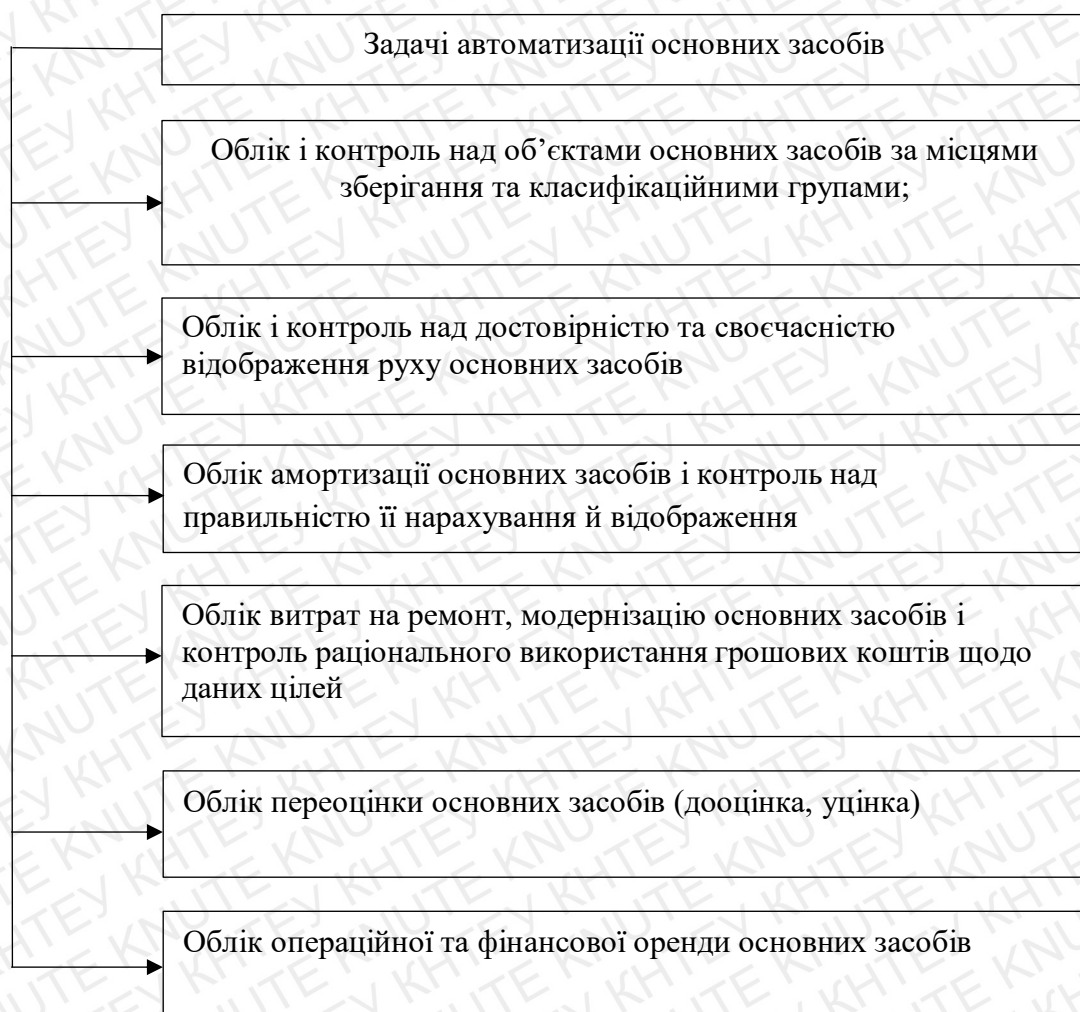 Задачі автоматизації основних засобів
Облік і контроль над об’єктами основних засобів за місцями
зберігання та класифікаційними групами;
Облік і контроль над достовірністю та своєчасністю
відображення руху основних засобів
Облік амортизації основних засобів і контроль над
правильністю її нарахування й відображення
Облік витрат на ремонт, модернізацію основних засобів і
контроль раціонального використання грошових коштів щодо
даних цілей
Облік переоцінки основних засобів (дооцінка, уцінка)
Облік операційної та фінансової оренди основних засобів